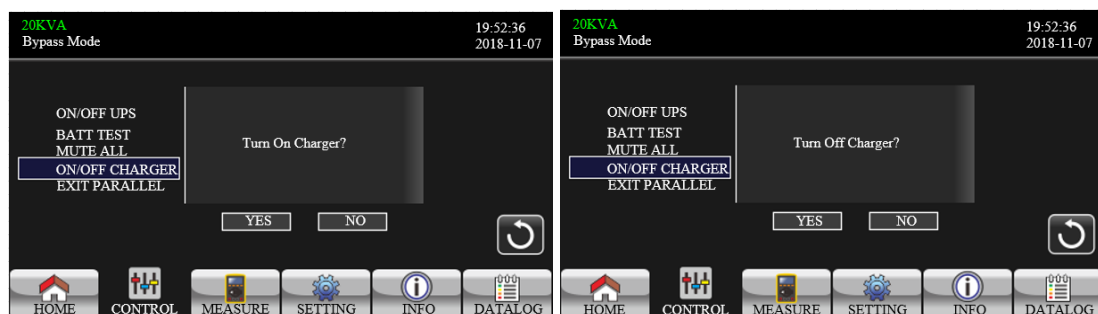 20KVA
Bypass Mode
19:52:36
2018-11-07
ON/OFF UPS
BATT TEST
MUTE ALL
ON/OFF CHARGER
EXIT PARALLEL
Turn On Charger?
YES NO
HOME CONTROL MEASURE SETTING INFO DATALOG
20KVA
Bypass Mode
19:52:36
2018-11-07
ON/OFF UPS
BATT TEST
MUTE ALL
ON/OFF CHARGER
EXIT PARALLEL
Turn Off Charger?
YES NO
HOME CONTROL MEASURE SETTING INFO DATALOG